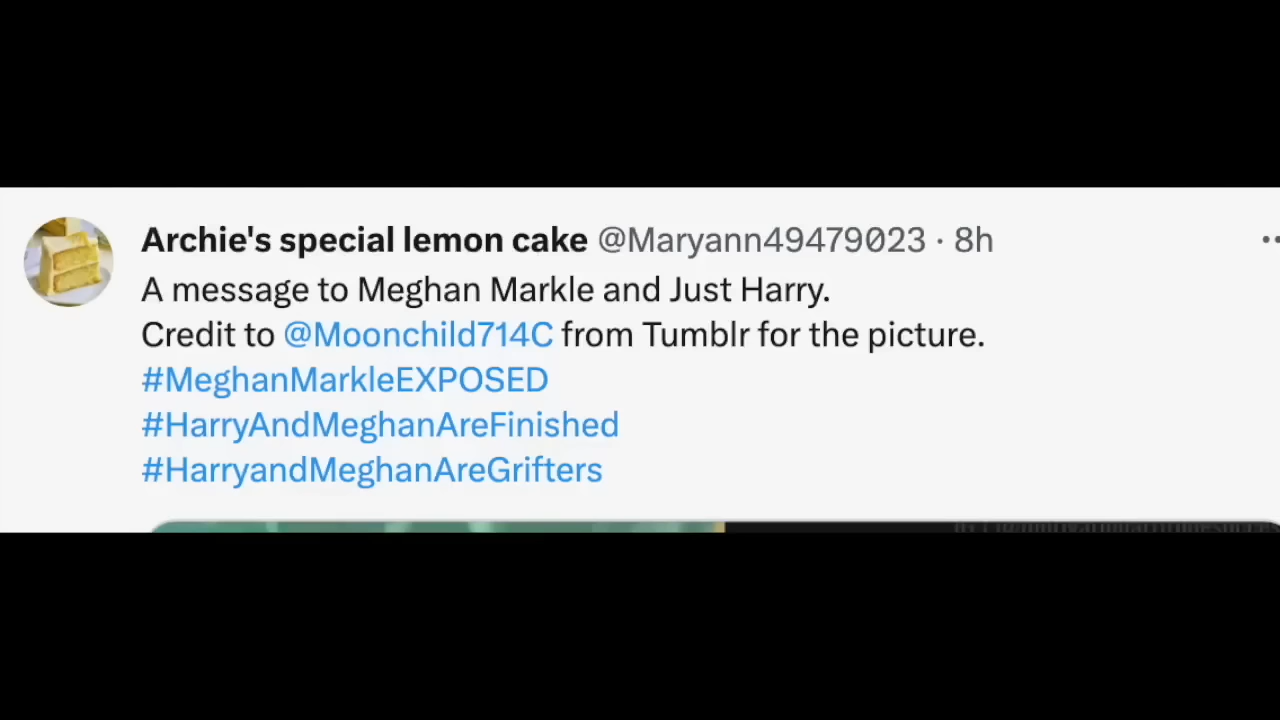 Archie's special lemon cake @Maryann49479023 · 8h
A message to Meghan Markle and Just Harry.
Credit to @Moonchild714C from Tumblr for the picture.
#MeghanMarkleEXPOSED
#HarryAndMeghanAreFinished
#HarryandMeghanAreGrifters